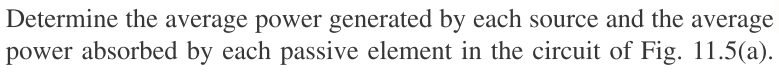 Determine the average power generated by each source and the average
power absorbed by each passive element in the circuit of Fig. 11.5(a).